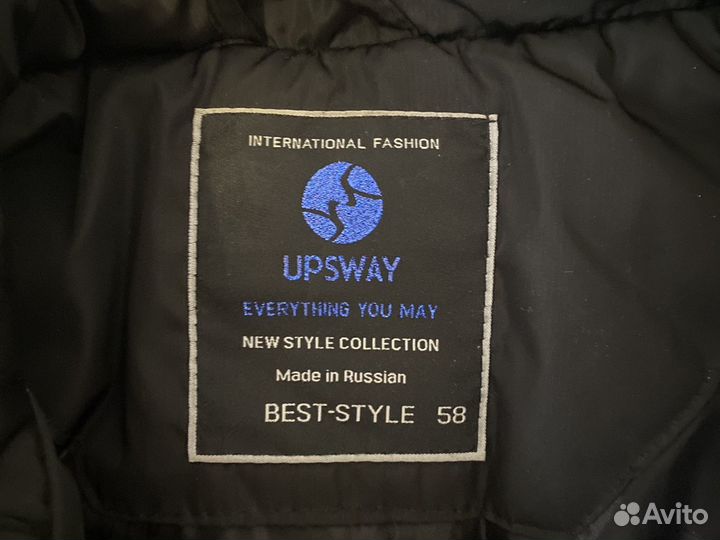 INTERNATIONAL FASHION
UPSWAY
EVERYTHING YOU MAY
NEW STYLE COLLECTION
Made in Russian
BEST-STYLE 58
Avito